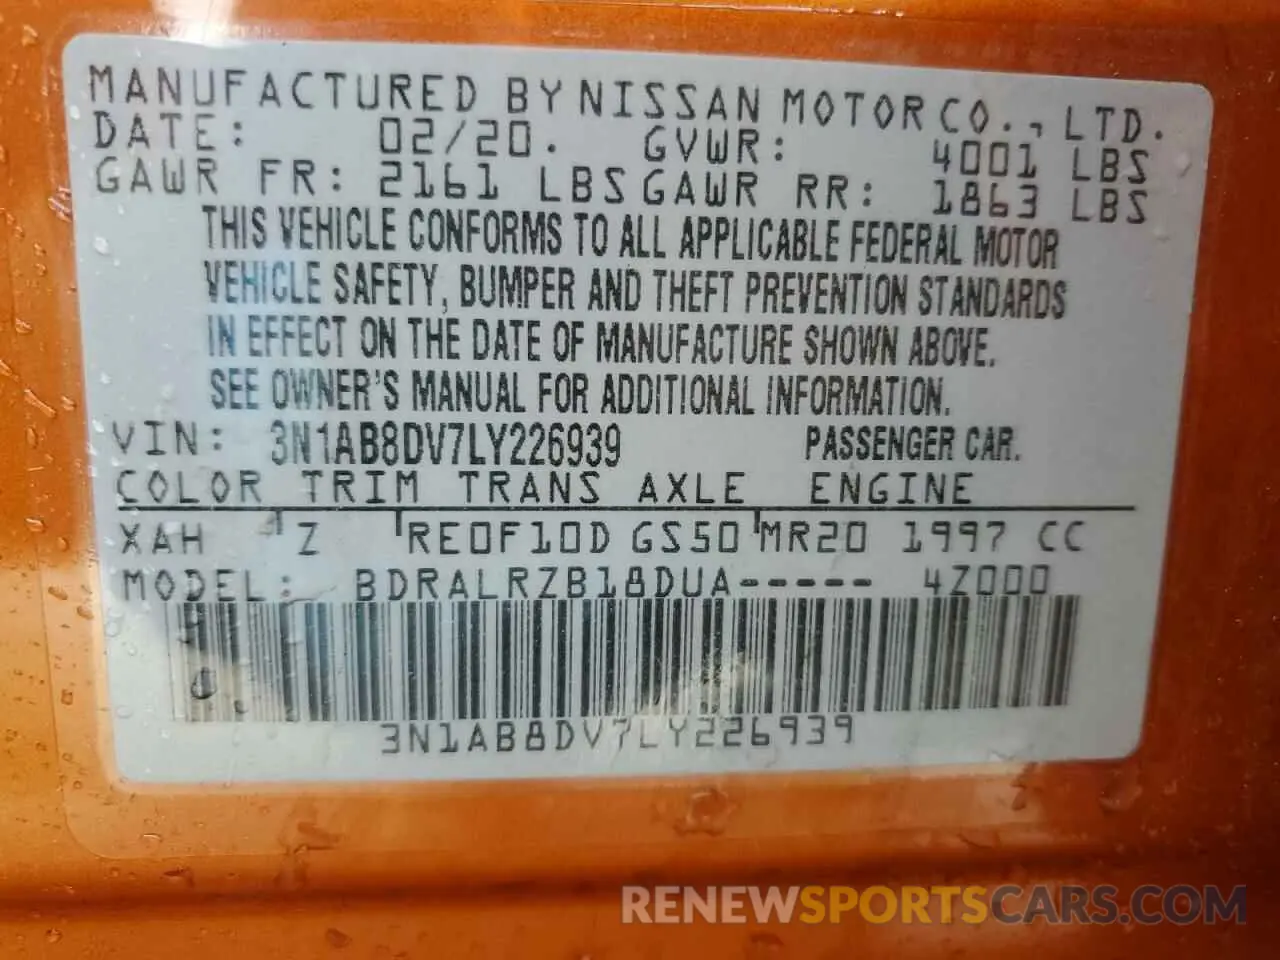 MANUFACTURED BY NISSAN MOTOR CO., LTD.
DATE: 02/20. GVWR: 4001 LBS
GAWR FR: 2161 LBS GAWR RR: 1863 LBS
THIS VEHICLE CONFORMS TO ALL APPLICABLE FEDERAL MOTOR
VEHICLE SAFETY, BUMPER AND THEFT PREVENTION STANDARDS
IN EFFECT ON THE DATE OF MANUFACTURE SHOWN ABOVE.
SEE OWNER'S MANUAL FOR ADDITIONAL INFORMATION.
VIN: 3N1AB8DV7LY226939 PASSENGER CAR.
COLOR TRIM TRANS AXLE ENGINE
XAH Z RE0F10D GS50 MR20 1997 CC
MODEL: BDRALRZB18DUA----- 4Z000
3N1AB8DV7LY226939
RENEWSPORTSCARS.COM